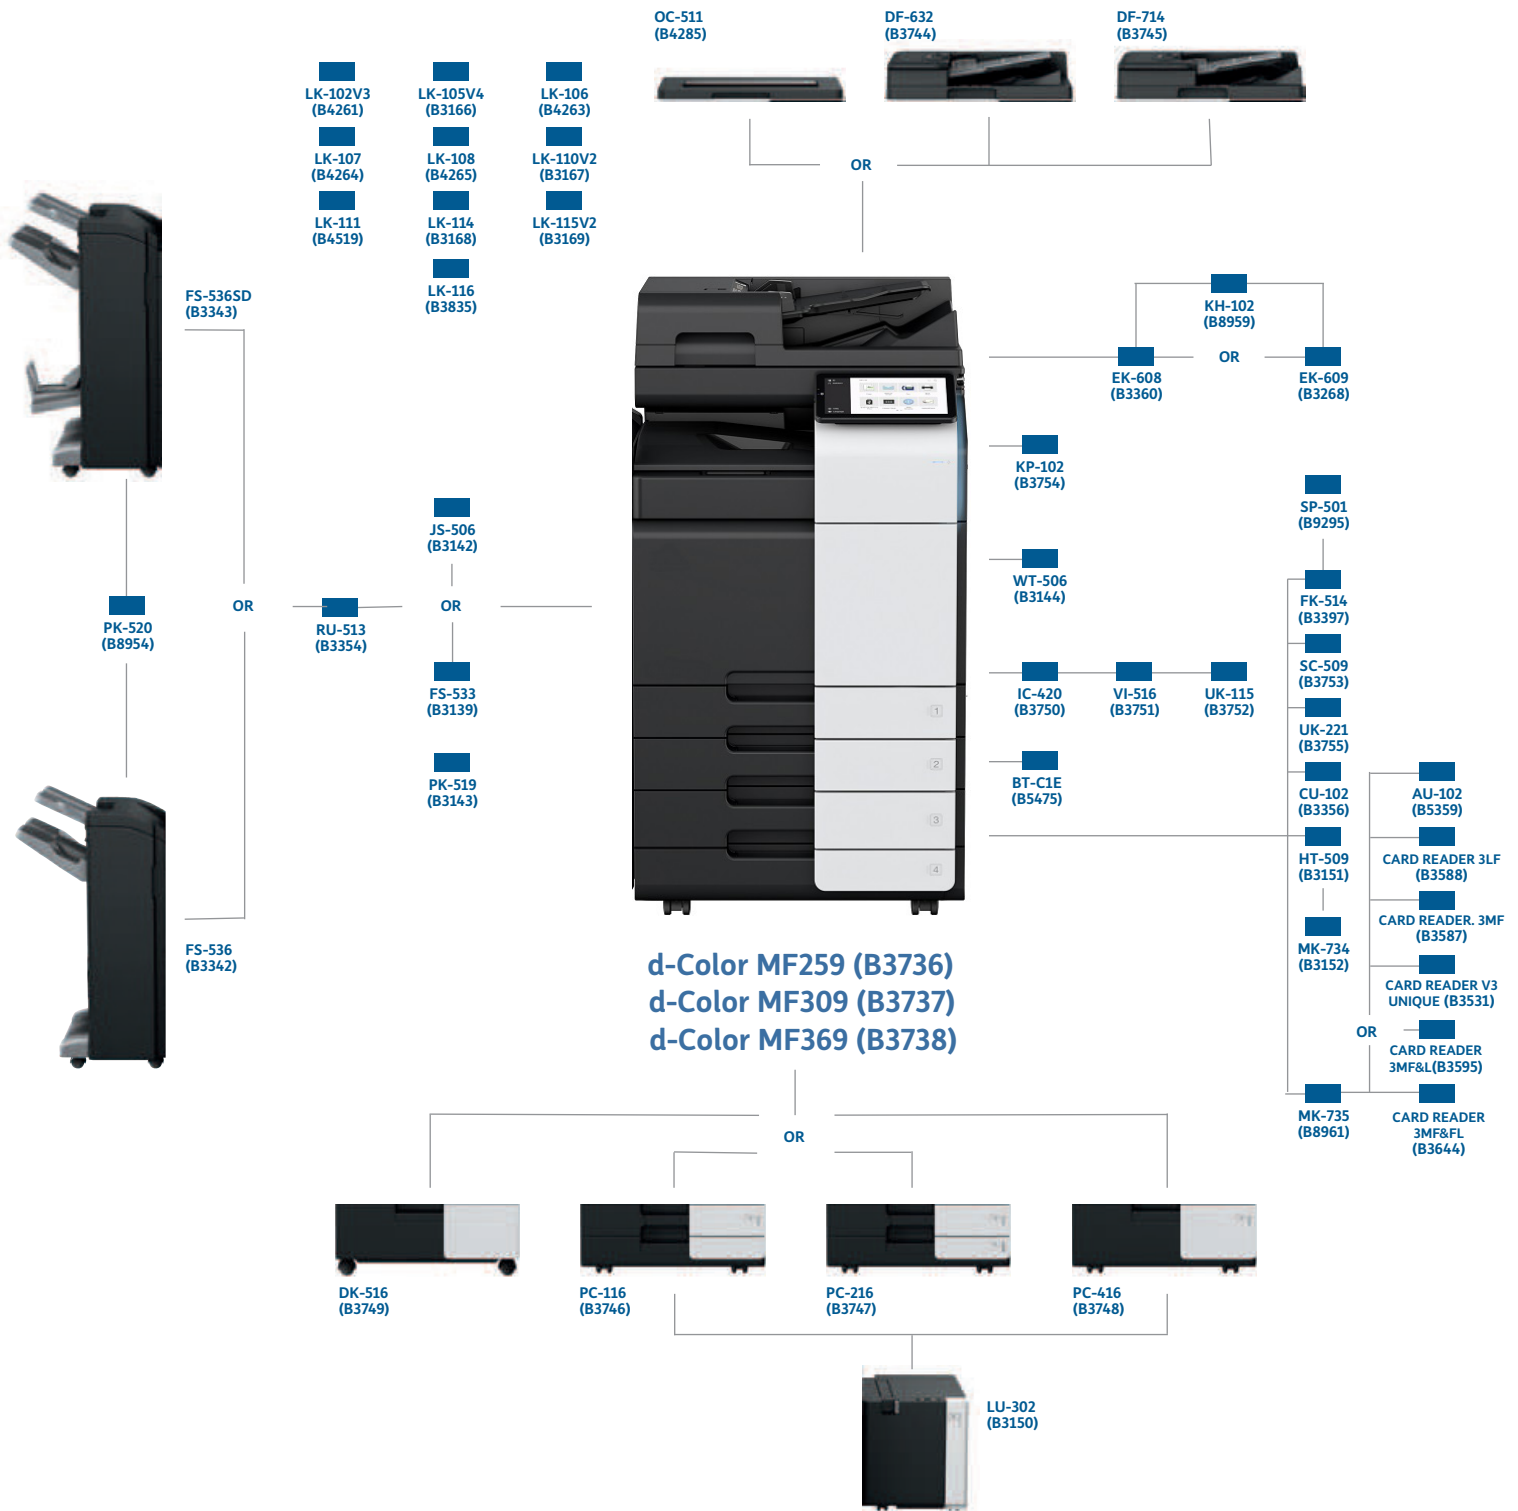 OC-511
(B4285)
DF-632
(B3744)
DF-714
(B3745)
LK-102V3
(B4261)
LK-105V4
(B3166)
LK-106
(B4263)
LK-107
(B4264)
LK-108
(B4265)
LK-110V2
(B3167)
LK-111
(B4519)
LK-114
(B3168)
LK-115V2
(B3169)
LK-116
(B3835)
OR
FS-536SD
(B3343)
KH-102
(B8959)
EK-608
(B3360)
OR
EK-609
(B3268)
KP-102
(B3754)
SP-501
(B9295)
JS-506
(B3142)
WT-506
(B3144)
FK-514
(B3397)
PK-520
(B8954)
OR
RU-513
(B3354)
OR
SC-509
(B3753)
FS-533
(B3139)
IC-420
(B3750)
VI-516
(B3751)
UK-115
(B3752)
UK-221
(B3755)
PK-519
(B3143)
BT-C1E
(B5475)
CU-102
(B3356)
AU-102
(B5359)
1
2
3
4
HT-509
(B3151)
CARD READER 3LF
(B3588)
MK-734
(B3152)
CARD READER. 3MF
(B3587)
FS-536
(B3342)
CARD READER V3
UNIQUE (B3531)
OR
CARD READER
3MF&L(B3595)
MK-735
(B8961)
CARD READER
3MF&FL
(B3644)
d-Color MF259 (B3736)
d-Color MF309 (B3737)
d-Color MF369 (B3738)
OR
DK-516
(B3749)
PC-116
(B3746)
PC-216
(B3747)
PC-416
(B3748)
LU-302
(B3150)